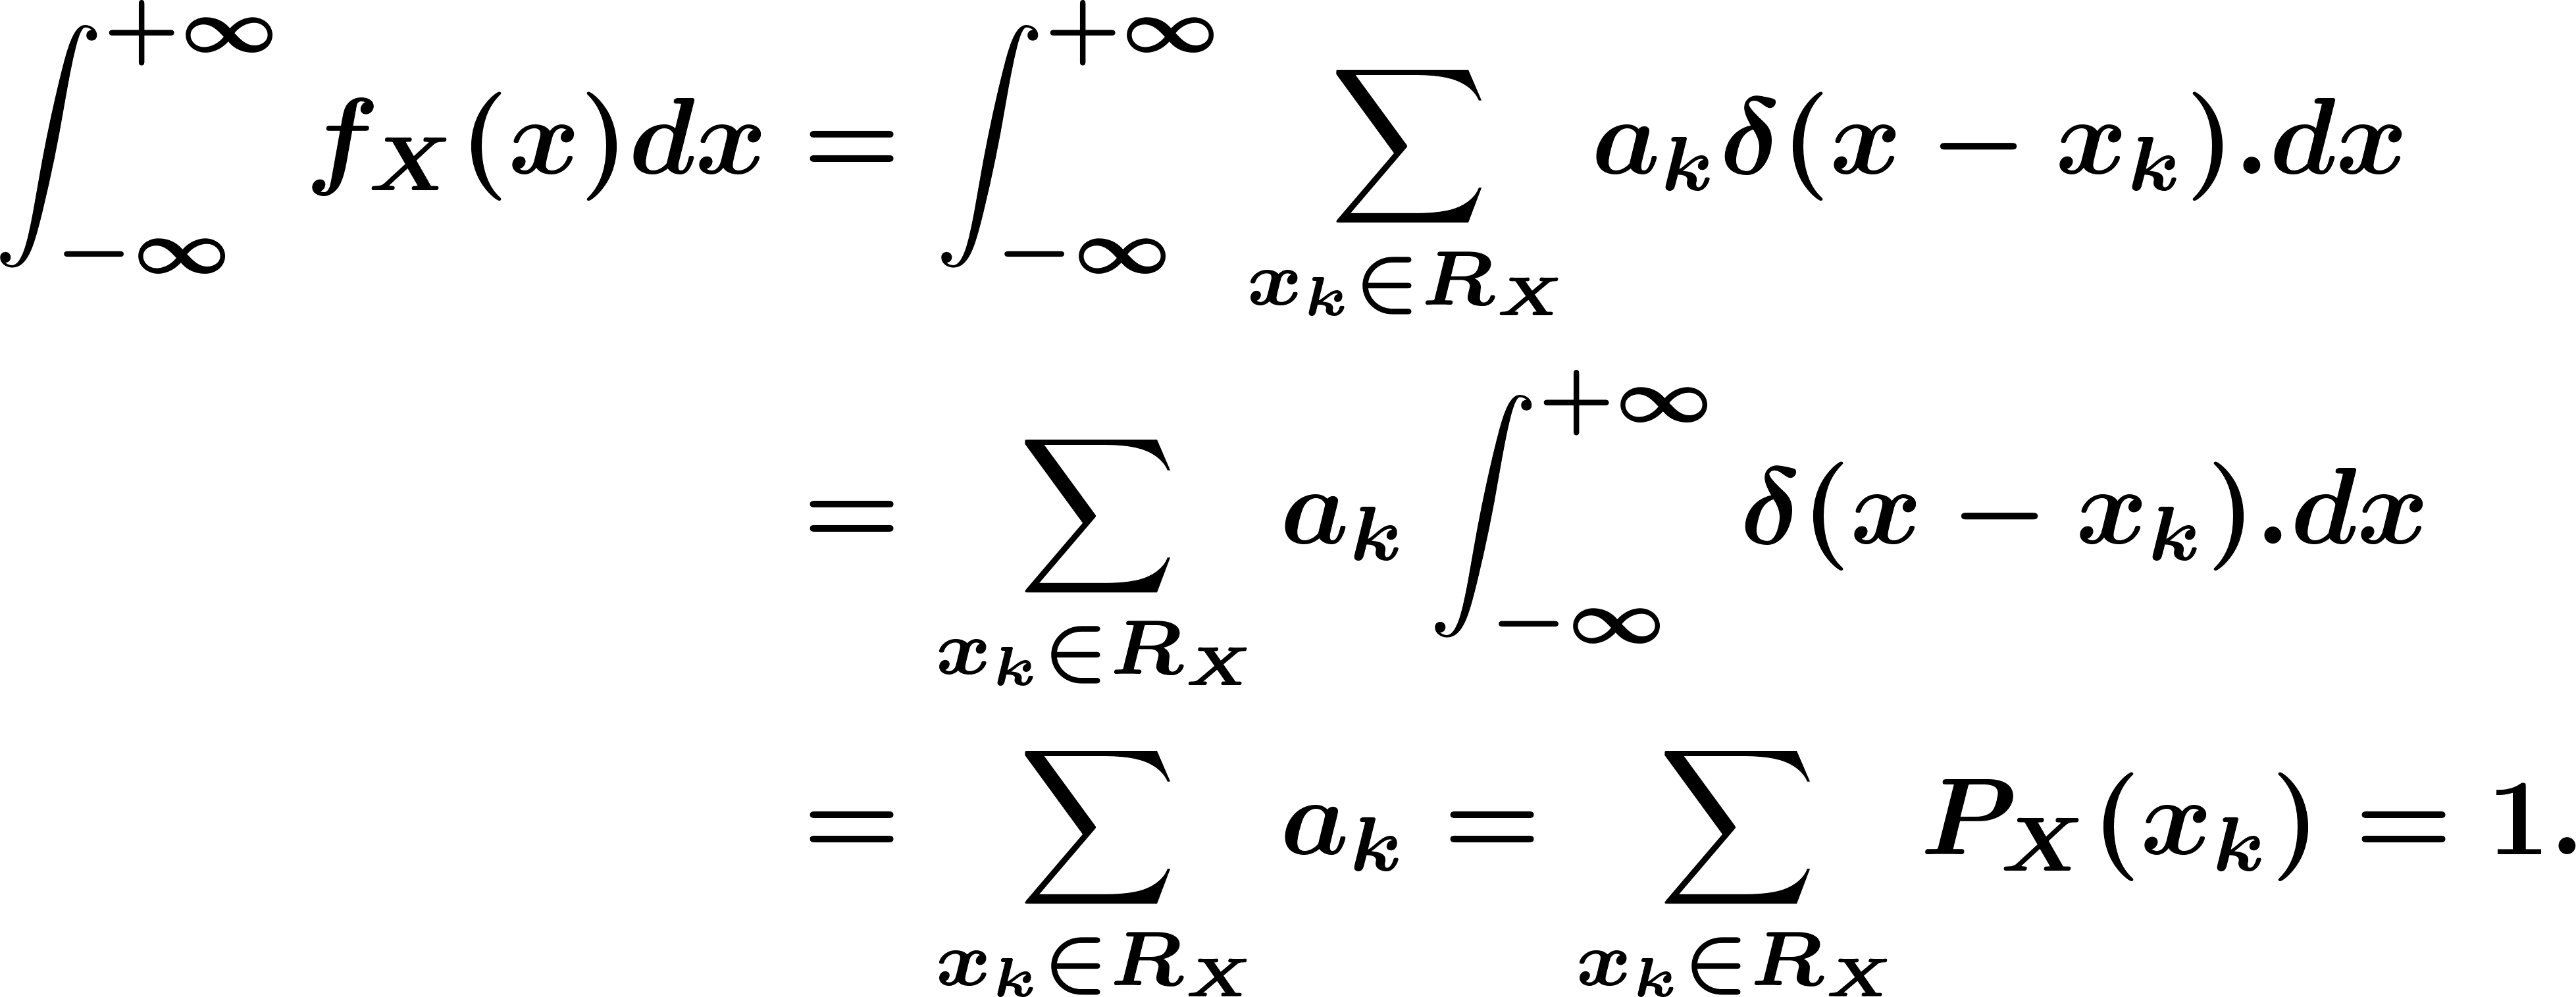 ∫_{-∞}^{+∞} f_X(x)dx = ∫_{-∞}^{+∞} ∑_{x_k∈R_X} a_kδ(x − x_k).dx
= ∑_{x_k∈R_X} a_k ∫_{-∞}^{+∞} δ(x − x_k).dx
= ∑_{x_k∈R_X} a_k = ∑_{x_k∈R_X} P_X(x_k) = 1.